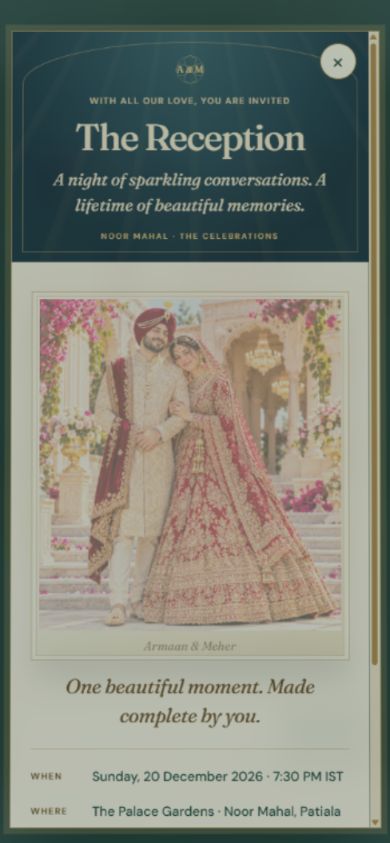 A & M
×
WITH ALL OUR LOVE, YOU ARE INVITED
The Reception
A night of sparkling conversations. A
lifetime of beautiful memories.
NOOR MAHAL · THE CELEBRATIONS
Armaan & Meher
One beautiful moment. Made
complete by you.
WHEN Sunday, 20 December 2026 · 7:30 PM IST
WHERE The Palace Gardens · Noor Mahal, Patiala